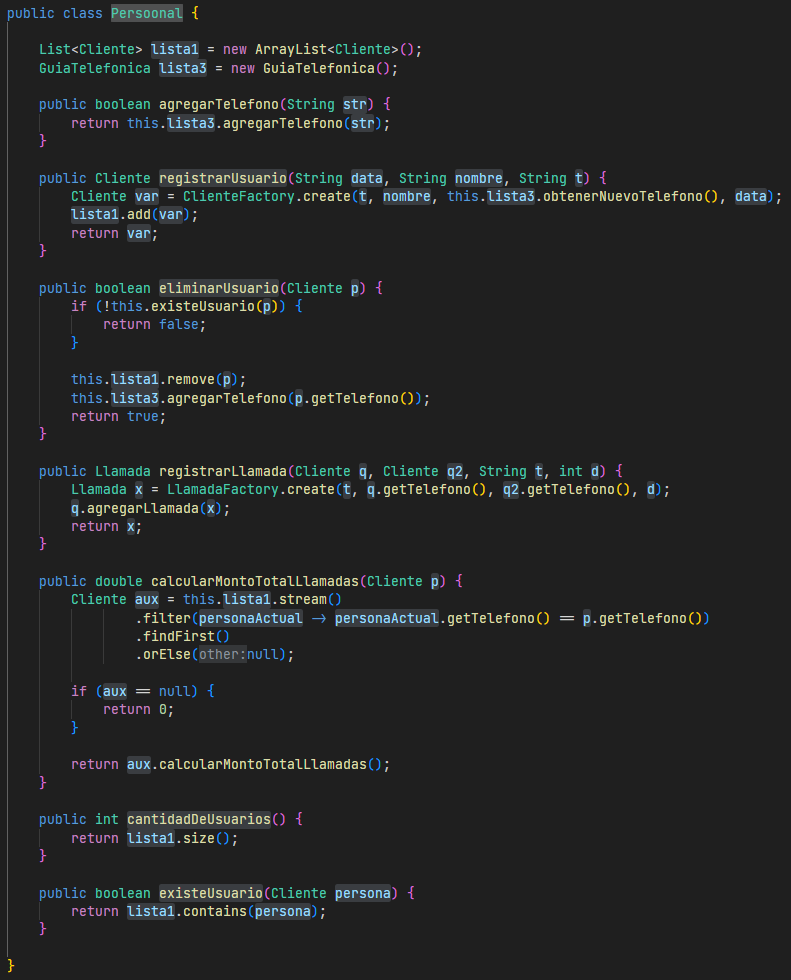 public class Persoonal {
List<Cliente> lista1 = new ArrayList<Cliente>();
GuiaTelefonica lista3 = new GuiaTelefonica();
public boolean agregarTelefono(String str) {
return this.lista3.agregarTelefono(str);
}
public Cliente registrarUsuario(String data, String nombre, String t) {
Cliente var = ClienteFactory.create(t, nombre, this.lista3.obtenerNuevoTelefono(), data);
lista1.add(var);
return var;
}
public boolean eliminarUsuario(Cliente p) {
if (!this.existeUsuario(p)) {
return false;
}
this.lista1.remove(p);
this.lista3.agregarTelefono(p.getTelefono());
return true;
}
public Llamada registrarLlamada(Cliente q, Cliente q2, String t, int d) {
Llamada x = LlamadaFactory.create(t, q.getTelefono(), q2.getTelefono(), d);
q.agregarLlamada(x);
return x;
}
public double calcularMontoTotalLlamadas(Cliente p) {
Cliente aux = this.lista1.stream()
.filter(personaActual -> personaActual.getTelefono() == p.getTelefono())
.findFirst()
.orElse(other:null);
if (aux == null) {
return 0;
}
return aux.calcularMontoTotalLlamadas();
}
public int cantidadDeUsuarios() {
return lista1.size();
}
public boolean existeUsuario(Cliente persona) {
return lista1.contains(persona);
}
}